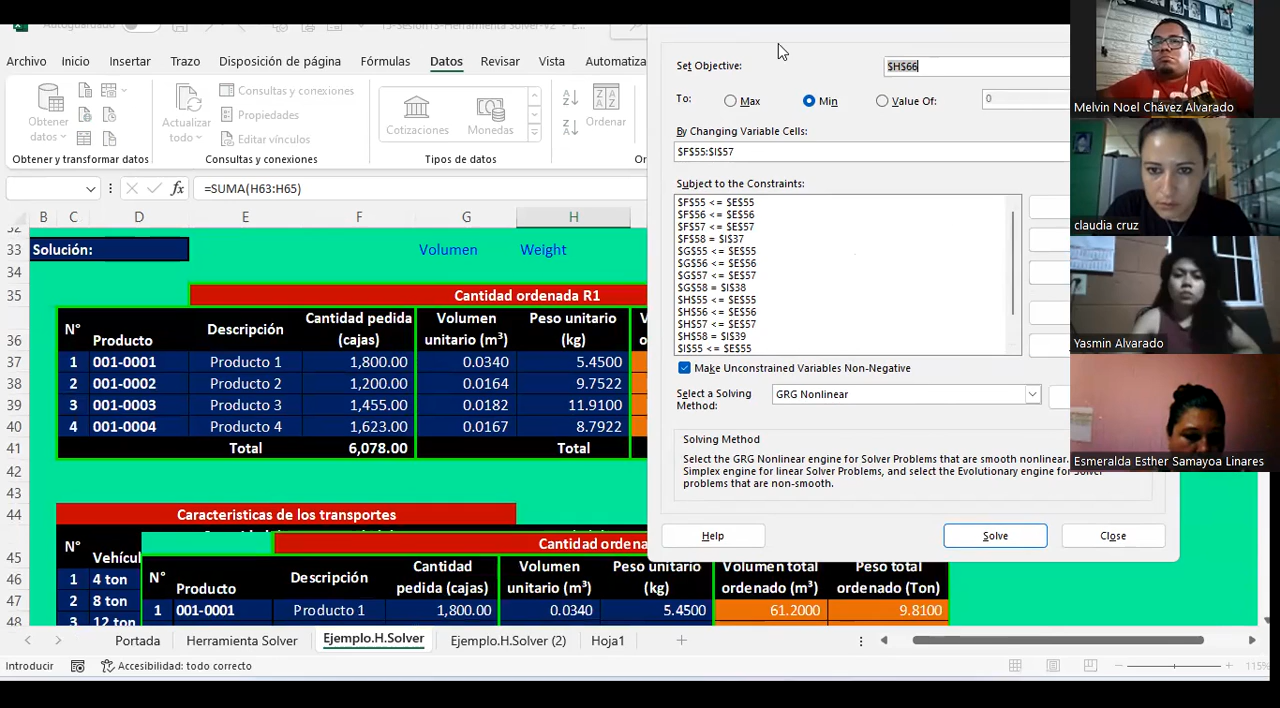 Archivo Inicio Insertar Trazo Disposición de página Fórmulas Datos Revisar Vista Automatiza
Obtener datos
Actualizar todo
Consultas y conexiones
Propiedades
Editar vínculos
Cotizaciones
Monedas
Ordenar
Obtener y transformar datos
Consultas y conexiones
Tipos de datos
fx =SUMA(H63:H65)
B C D E F G H
33 Solución: Volumen Weight
34
35 Cantidad ordenada R1
36 N° Producto Descripción Cantidad pedida (cajas) Volumen unitario (m³) Peso unitario (kg)
37 1 001-0001 Producto 1 1,800.00 0.0340 5.4500
38 2 001-0002 Producto 2 1,200.00 0.0164 9.7522
39 3 001-0003 Producto 3 1,455.00 0.0182 11.9100
40 4 001-0004 Producto 4 1,623.00 0.0167 8.7922
41 Total 6,078.00 Total
42
43
44 Caracteristicas de los transportes
45 N° Vehícul
46 1 4 ton
47 2 8 ton
48 3 12 ton
Cantidad ordena
N° Producto Descripción Cantidad pedida (cajas) Volumen unitario (m³) Peso unitario (kg) Volumen total ordenado (m³) Peso total ordenado (Ton)
1 001-0001 Producto 1 1,800.00 0.0340 5.4500 61.2000 9.8100
Set Objective: $H$66
To: Max Min Value Of: 0
By Changing Variable Cells:
$F$55:$I$57
Subject to the Constraints:
$F$55 <= $E$55
$F$56 <= $E$56
$F$57 <= $E$57
$F$58 = $I$37
$G$55 <= $E$55
$G$56 <= $E$56
$G$57 <= $E$57
$G$58 = $I$38
$H$55 <= $E$55
$H$56 <= $E$56
$H$57 <= $E$57
$H$58 = $I$39
$I$55 <= $E$55
Make Unconstrained Variables Non-Negative
Select a Solving Method:
GRG Nonlinear
Solving Method
Select the GRG Nonlinear engine for Solver Problems that are smooth nonlinear.
Simplex engine for linear Solver Problems, and select the Evolutionary engine for
problems that are non-smooth.
Help
Solve
Close
Melvin Noel Chávez Alvarado
claudia cruz
Yasmin Alvarado
Esmeralda Esther Samayoa Linares
Portada Herramienta Solver Ejemplo.H.Solver Ejemplo.H.Solver (2) Hoja1
Introducir
Accesibilidad: todo correcto
115%